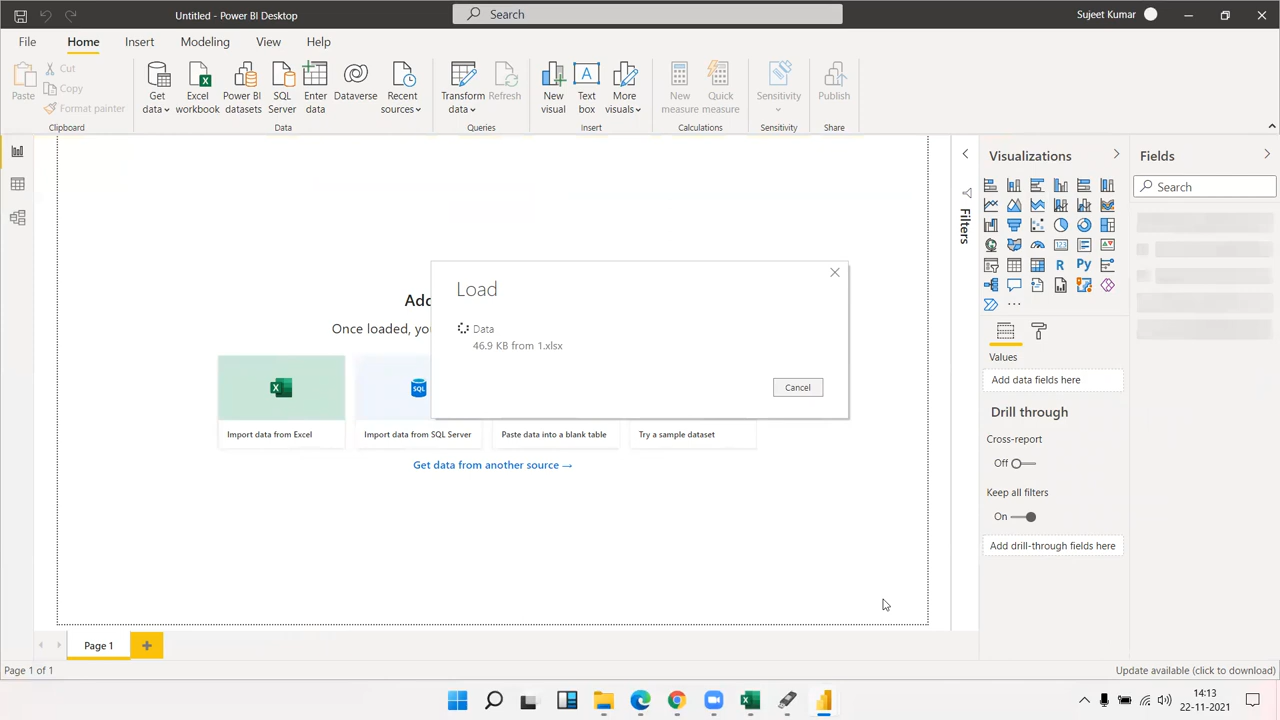 Untitled - Power BI Desktop
Search
Sujeet Kumar
File
Home
Insert
Modeling
View
Help
Paste
Cut
Copy
Format painter
Clipboard
Get data
Excel workbook
Power BI datasets
SQL Server
Enter data
Dataverse
Recent sources
Data
Transform data
Refresh
Queries
New visual
Text box
More visuals
Insert
New measure
Quick measure
Calculations
Sensitivity
Sensitivity
Publish
Share
Filters
Visualizations
R
Py
Values
Add data fields here
Drill through
Cross-report
Off
Keep all filters
On
Add drill-through fields here
Fields
Search
Add
Once loaded,
Load
Data
46.9 KB from 1.xlsx
Cancel
SQL
Import data from Excel
Import data from SQL Server
Paste data into a blank table
Try a sample dataset
Get data from another source →
Page 1
Page 1 of 1
Update available (click to download)
14:13
22-11-2021